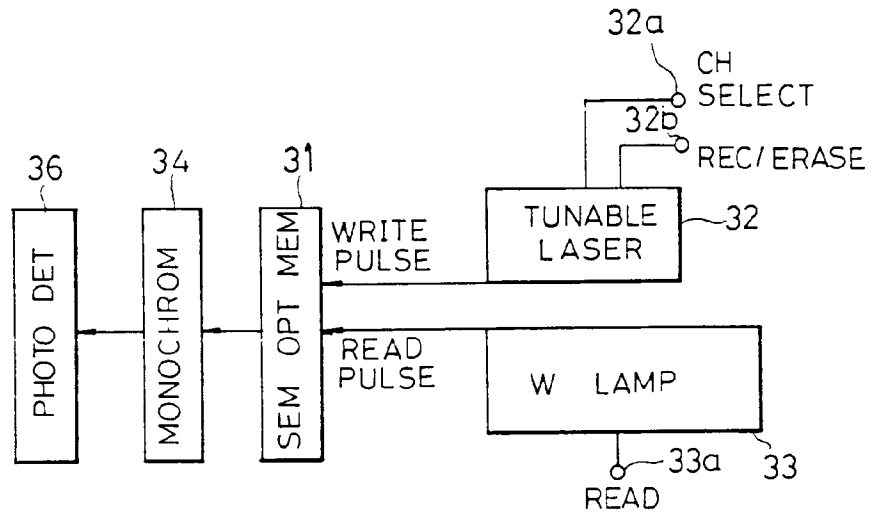 32a
CH
SELECT
32b
REC/ERASE
36
34
31
TUNABLE
LASER
32
WRITE
PULSE
PHOTO DET
MONOCHROM
SEM OPT MEM
READ
PULSE
W LAMP
33a
33
READ